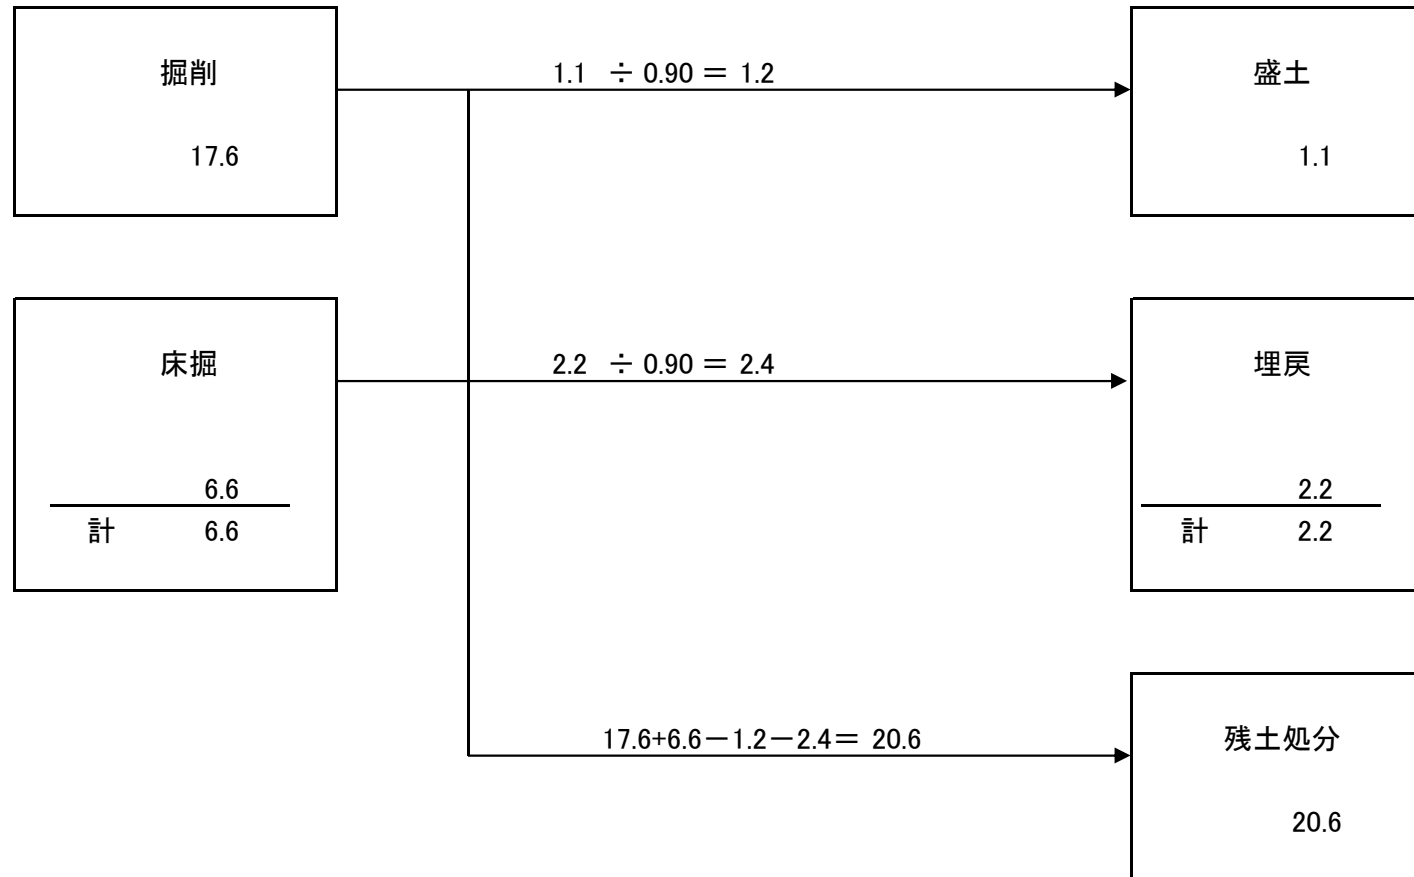 掘削
17.6
1.1 ÷ 0.90 = 1.2
盛土
1.1
床掘
6.6
計 6.6
2.2 ÷ 0.90 = 2.4
埋戻
2.2
計 2.2
17.6+6.6－1.2－2.4＝ 20.6
残土処分
20.6